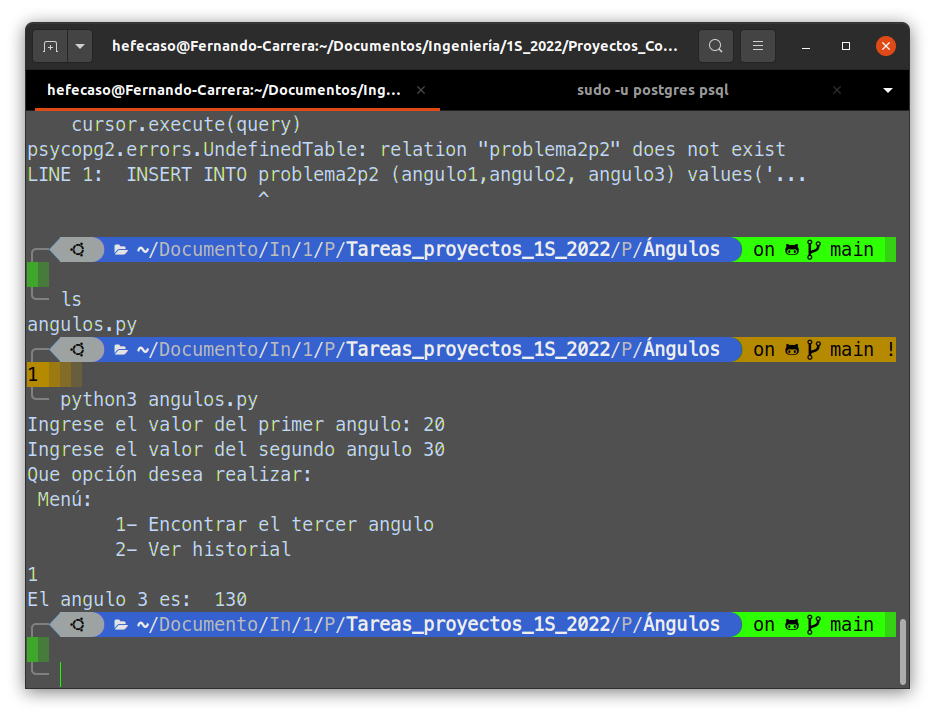 hefecaso@Fernando-Carrera:~/Documentos/Ingeniería/1S_2022/Proyectos_Co...
hefecaso@Fernando-Carrera:~/Documentos/Ing... sudo -u postgres psql
cursor.execute(query)
psycopg2.errors.UndefinedTable: relation "problema2p2" does not exist
LINE 1:  INSERT INTO problema2p2 (angulo1,angulo2, angulo3) values('...
^
~/Documento/In/1/P/Tareas_proyectos_1S_2022/P/Ángulos on main
ls
angulos.py
~/Documento/In/1/P/Tareas_proyectos_1S_2022/P/Ángulos on main !
1
python3 angulos.py
Ingrese el valor del primer angulo: 20
Ingrese el valor del segundo angulo 30
Que opción desea realizar:
Menú:
1- Encontrar el tercer angulo
2- Ver historial
1
El angulo 3 es:  130
~/Documento/In/1/P/Tareas_proyectos_1S_2022/P/Ángulos on main